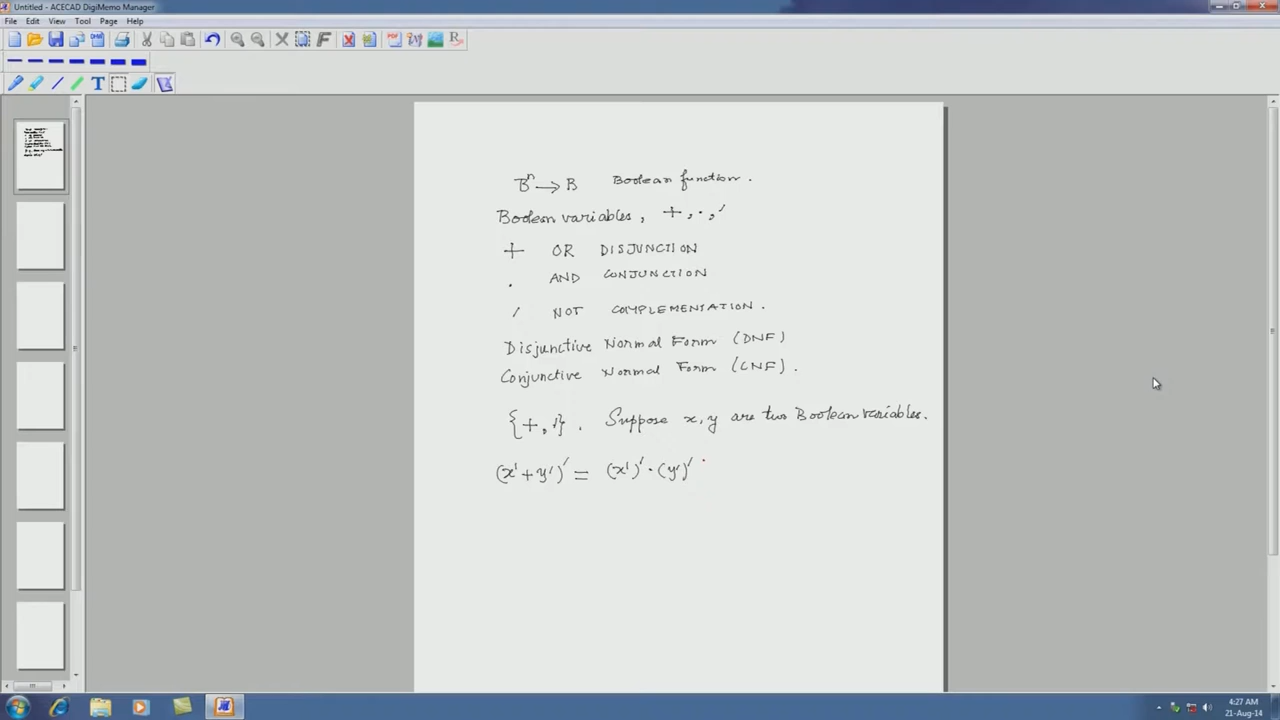 Untitled - ACECAD DigiMemo Manager
File Edit View Tool Page Help
Bⁿ → B Boolean function.
Boolean variables, +, ·, ′
+ OR DISJUNCTION
· AND CONJUNCTION
′ NOT COMPLEMENTATION.
Disjunctive Normal Form (DNF)
Conjunctive Normal Form (CNF).
{+, ′}. Suppose x, y are two Boolean variables.
(x′ + y′)′ = (x′)′ · (y′)′
4:27 AM
21-Aug-14